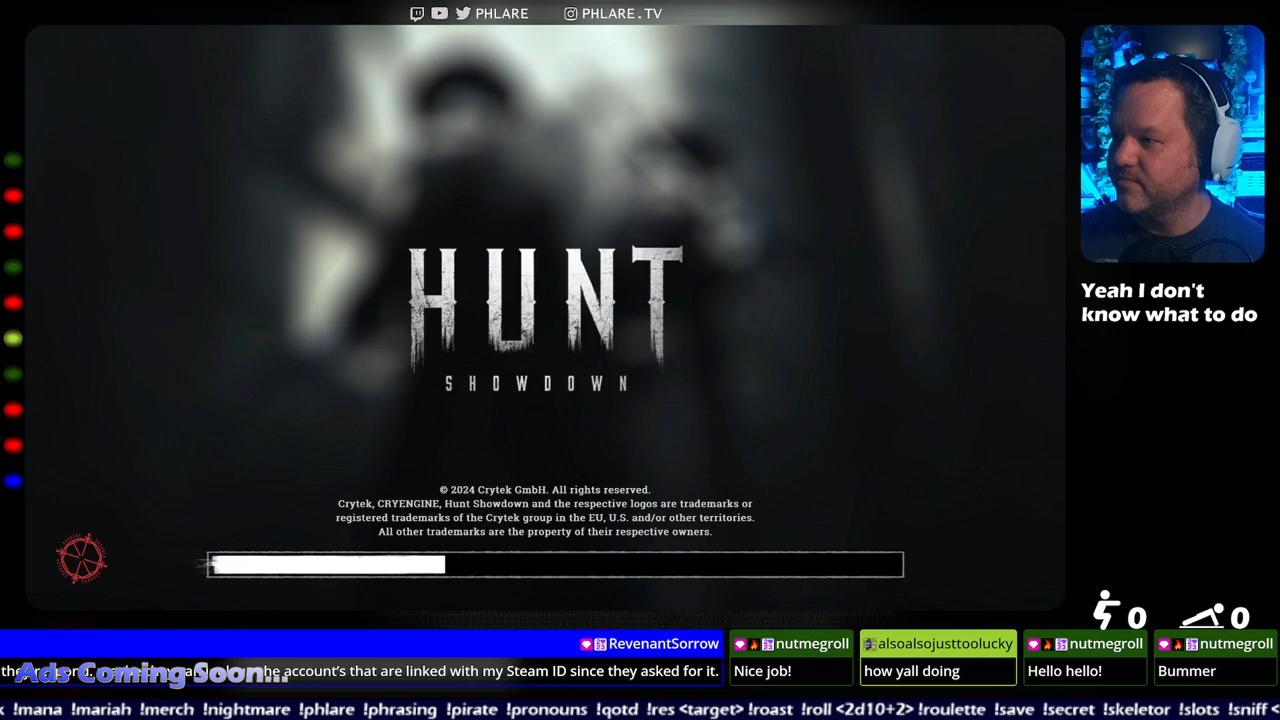 PHLARE PHLARE.TV
HUNT
SHOWDOWN
Yeah I don't
know what to do
© 2024 Crytek GmbH. All rights reserved.
Crytek, CRYENGINE, Hunt Showdown and the respective logos are trademarks or
registered trademarks of the Crytek group in the EU, U.S. and/or other territories.
All other trademarks are the property of their respective owners.
0 0
RevenantSorrow nutmegroll alsoalsojusttoolucky nutmegroll nutmegroll
the account's that are linked with my Steam ID since they asked for it. Nice job! how yall doing Hello hello! Bummer
Ads Coming Soon...
!mana !mariah !merch !nightmare !phlare !phrasing !pirate !pronouns !qotd !res <target> !roast !roll <2d10+2> !roulette !save !secret !skeletor !slots !sniff